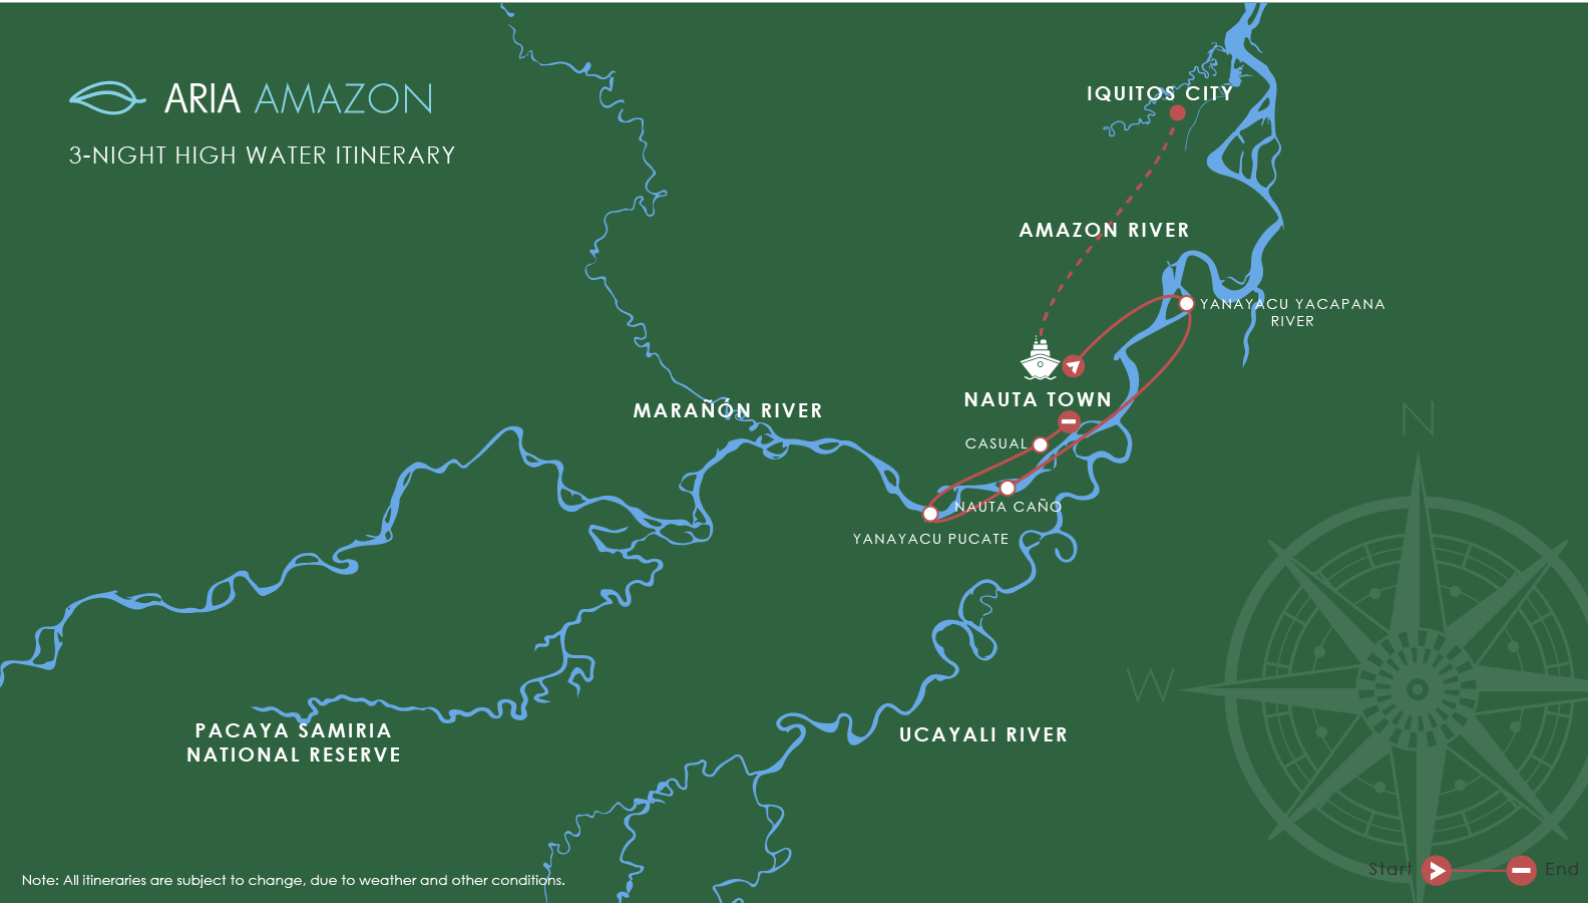 ARIA AMAZON
3-NIGHT HIGH WATER ITINERARY
IQUITOS CITY
AMAZON RIVER
YANAYACU YACAPANA
RIVER
NAUTA TOWN
MARAÑÓN RIVER
CASUAL
NAUTA CAÑO
YANAYACU PUCATE
N
W
PACAYA SAMIRIA
NATIONAL RESERVE
UCAYALI RIVER
Start
End
Note: All itineraries are subject to change, due to weather and other conditions.